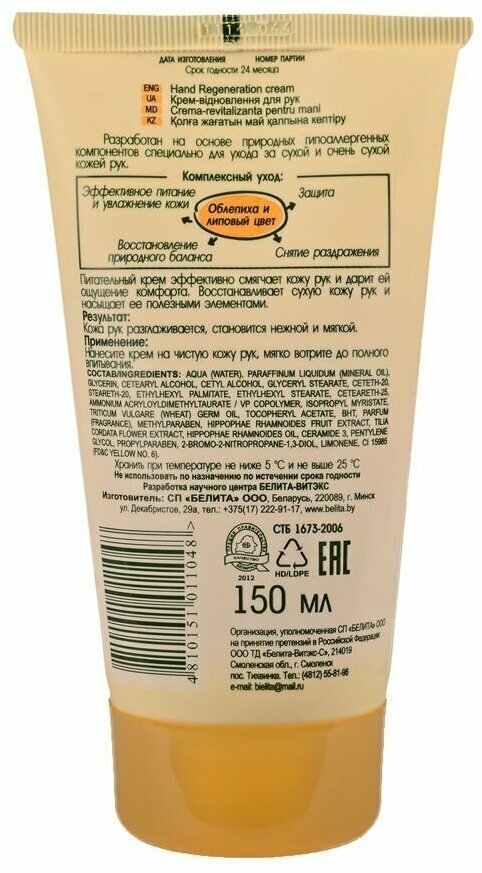 ДАТА ИЗГОТОВЛЕНИЯ НОМЕР ПАРТИИ
Срок годности 24 месяца
ENG Hand Regeneration cream
UA Крем-відновлення для рук
MD Crema-revitalizanta pentru mani
KZ Қолға жағатын май қалпына келтіру
Разработан на основе природных гипоаллергенных
компонентов специально для ухода за сухой и очень сухой
кожей рук.
Комплексный уход:
Эффективное питание
и увлажнение кожи
Защита
Облепиха и
липовый цвет
Восстановление
природного баланса
Снятие раздражения
Питательный крем эффективно смягчает кожу рук и дарит ей
ощущение комфорта. Восстанавливает сухую кожу рук и
насыщает ее полезными элементами.
Результат:
Кожа рук разглаживается, становится нежной и мягкой.
Применение:
Нанесите крем на чистую кожу рук, мягко вотрите до полного
впитывания.
СОСТАВ/INGREDIENTS: AQUA (WATER), PARAFFINUM LIQUIDUM (MINERAL OIL),
GLYCERIN, CETEARYL ALCOHOL, CETYL ALCOHOL, GLYCERYL STEARATE, CETETH-20,
STEARETH-20, ETHYLHEXYL PALMITATE, ETHYLHEXYL STEARATE, CETEARETH-25,
AMMONIUM ACRYLOYLDIMETHYLTAURATE / VP COPOLYMER, ISOPROPYL MYRISTATE,
TRITICUM VULGARE (WHEAT) GERM OIL, TOCOPHERYL ACETATE, BHT, PARFUM
(FRAGRANCE), METHYLPARABEN, HIPPOPHAE RHAMNOIDES FRUIT EXTRACT, TILIA
CORDATA FLOWER EXTRACT, HIPPOPHAE RHAMNOIDES OIL, CERAMIDE 3, PENTYLENE
GLYCOL, PROPYLPARABEN, 2-BROMO-2-NITROPROPANE-1,3-DIOL, LIMONENE, CI 15985
(FD&C YELLOW NO. 6).
Хранить при температуре не ниже 5 °C и не выше 25 °C
Не использовать по назначению по истечении срока годности
Разработка научного центра БЕЛИТА-ВИТЭКС
Изготовитель: СП «БЕЛИТА» ООО, Беларусь, 220089, г. Минск
ул. Декабристов, 29а, тел.: +375(17) 222-91-17, www.belita.by
4 810151 011048 >
КАЧЕСТВО
2012
СТБ 1673-2006
HD/LDPE
EAC
150 мл
Организация, уполномоченная СП «БЕЛИТА» ООО
на принятие претензий в Российской Федерации:
ООО ТД «Белита-Витэкс-С», 214019
Смоленская обл., г. Смоленск
пос. Тихвинка. Тел.: (4812) 55-81-96
e-mail: bielita@mail.ru